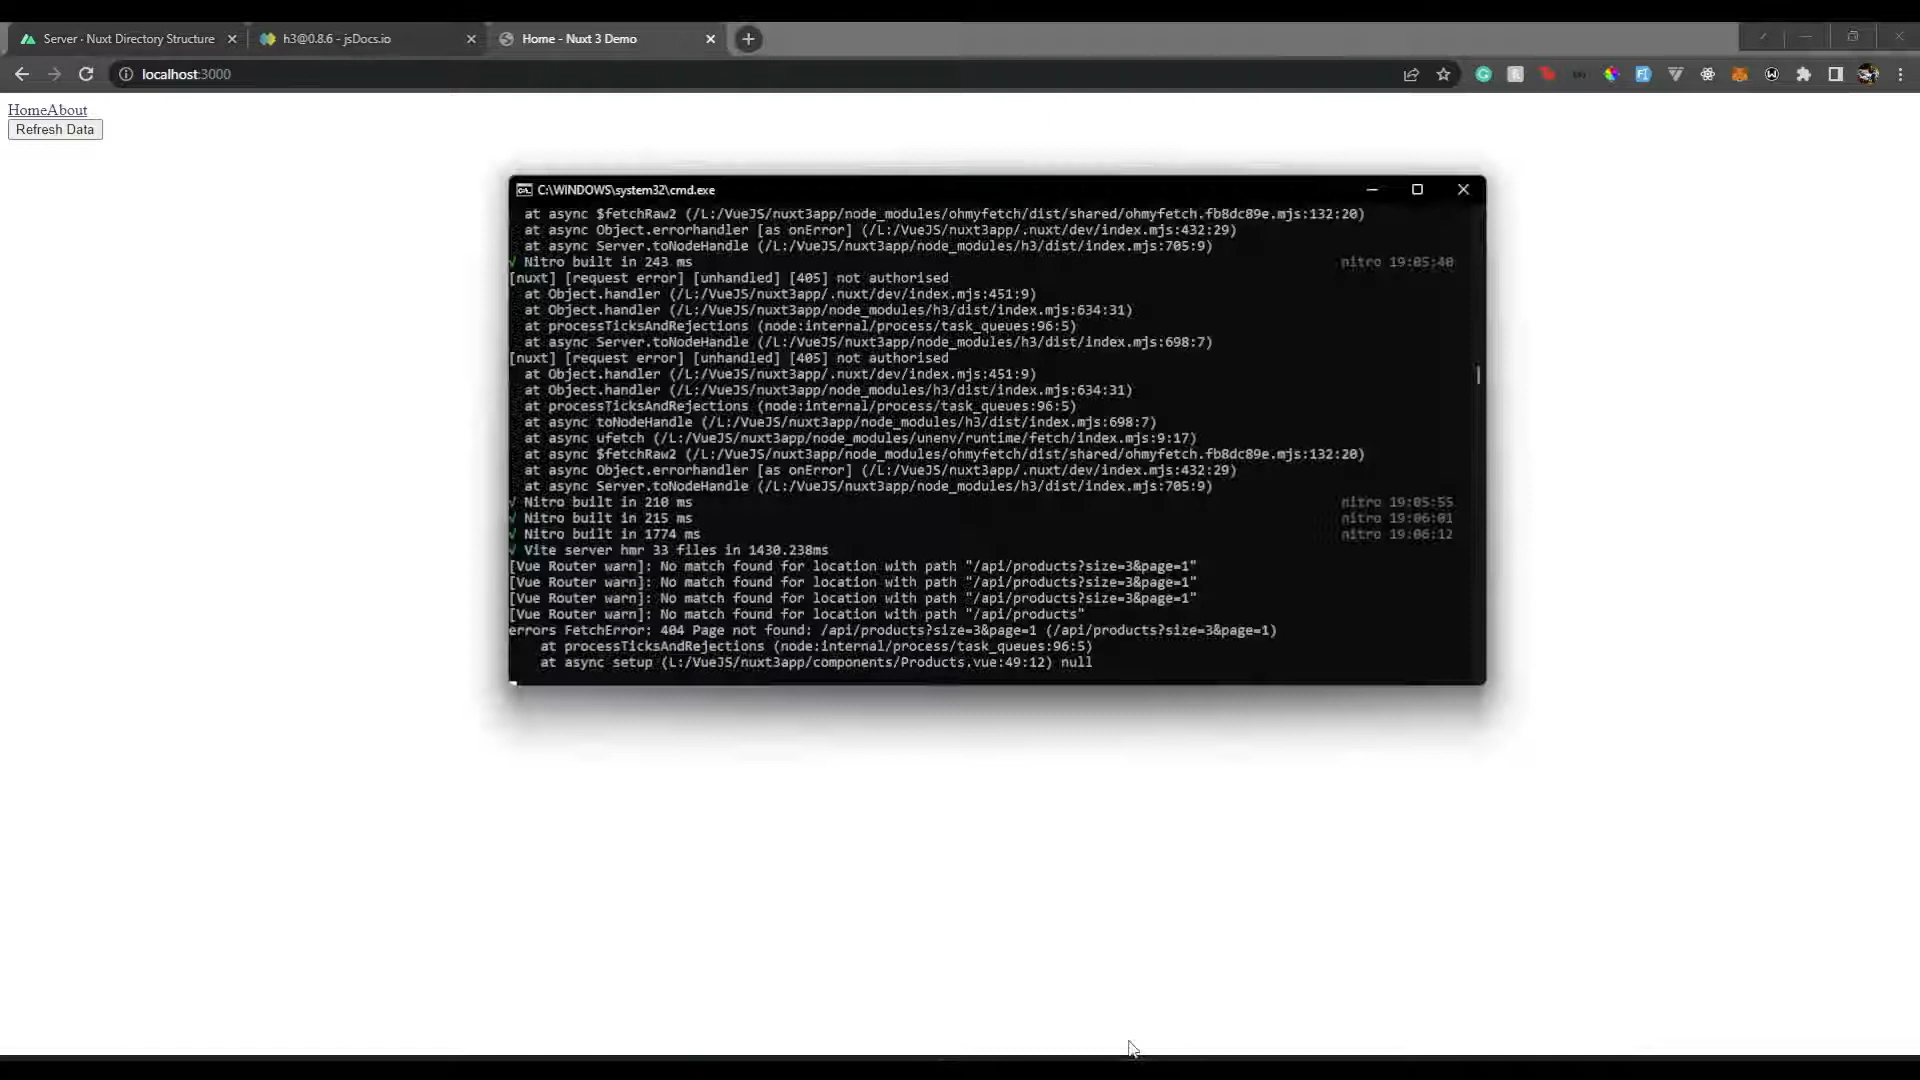 Server · Nuxt Directory Structure
h3@0.8.6 - jsDocs.io
Home - Nuxt 3 Demo
localhost:3000
HomeAbout
Refresh Data
C:\WINDOWS\system32\cmd.exe
at async $fetchRaw2 (/L:/VueJS/nuxt3app/node_modules/ohmyfetch/dist/shared/ohmyfetch.fb8dc89e.mjs:132:20)
at async Object.errorhandler [as onError] (/L:/VueJS/nuxt3app/.nuxt/dev/index.mjs:432:29)
at async Server.toNodeHandle (/L:/VueJS/nuxt3app/node_modules/h3/dist/index.mjs:705:9)
√ Nitro built in 243 ms nitro 19:05:40
[nuxt] [request error] [unhandled] [405] not authorised
at Object.handler (/L:/VueJS/nuxt3app/.nuxt/dev/index.mjs:451:9)
at Object.handler (/L:/VueJS/nuxt3app/node_modules/h3/dist/index.mjs:634:31)
at processTicksAndRejections (node:internal/process/task_queues:96:5)
at async Server.toNodeHandle (/L:/VueJS/nuxt3app/node_modules/h3/dist/index.mjs:698:7)
[nuxt] [request error] [unhandled] [405] not authorised
at Object.handler (/L:/VueJS/nuxt3app/.nuxt/dev/index.mjs:451:9)
at Object.handler (/L:/VueJS/nuxt3app/node_modules/h3/dist/index.mjs:634:31)
at processTicksAndRejections (node:internal/process/task_queues:96:5)
at async toNodeHandle (/L:/VueJS/nuxt3app/node_modules/h3/dist/index.mjs:698:7)
at async ufetch (/L:/VueJS/nuxt3app/node_modules/unenv/runtime/fetch/index.mjs:9:17)
at async $fetchRaw2 (/L:/VueJS/nuxt3app/node_modules/ohmyfetch/dist/shared/ohmyfetch.fb8dc89e.mjs:132:20)
at async Object.errorhandler [as onError] (/L:/VueJS/nuxt3app/.nuxt/dev/index.mjs:432:29)
at async Server.toNodeHandle (/L:/VueJS/nuxt3app/node_modules/h3/dist/index.mjs:705:9)
√ Nitro built in 210 ms nitro 19:05:55
√ Nitro built in 215 ms nitro 19:06:01
√ Nitro built in 1774 ms nitro 19:06:12
√ Vite server hmr 33 files in 1430.238ms
[Vue Router warn]: No match found for location with path "/api/products?size=3&page=1"
[Vue Router warn]: No match found for location with path "/api/products?size=3&page=1"
[Vue Router warn]: No match found for location with path "/api/products?size=3&page=1"
[Vue Router warn]: No match found for location with path "/api/products"
errors FetchError: 404 Page not found: /api/products?size=3&page=1 (/api/products?size=3&page=1)
at processTicksAndRejections (node:internal/process/task_queues:96:5)
at async setup (L:/VueJS/nuxt3app/components/Products.vue:49:12) null